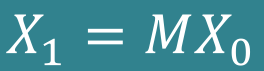 X₁ = MX₀